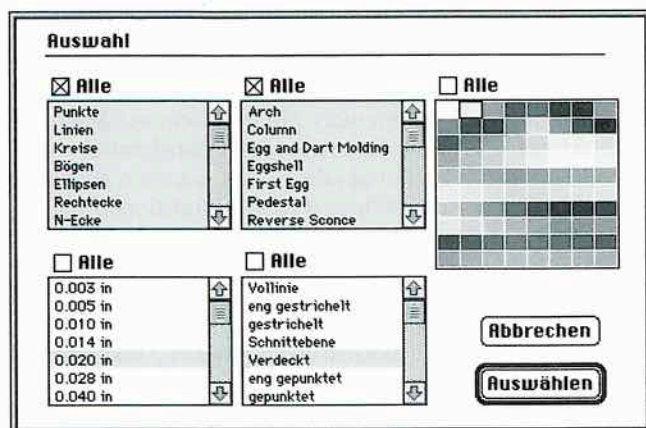 Auswahl
Alle
Punkte
Linien
Kreise
Bögen
Ellipsen
Rechtecke
N-Ecke
Alle
Arch
Column
Egg and Dart Molding
Eggshell
First Egg
Pedestal
Reverse Sconce
Alle
Alle
0.003 in
0.005 in
0.010 in
0.014 in
0.020 in
0.028 in
0.040 in
Alle
Vollinie
eng gestrichelt
gestrichelt
Schnittebene
Verdeckt
eng gepunktet
gepunktet
Abbrechen
Auswählen